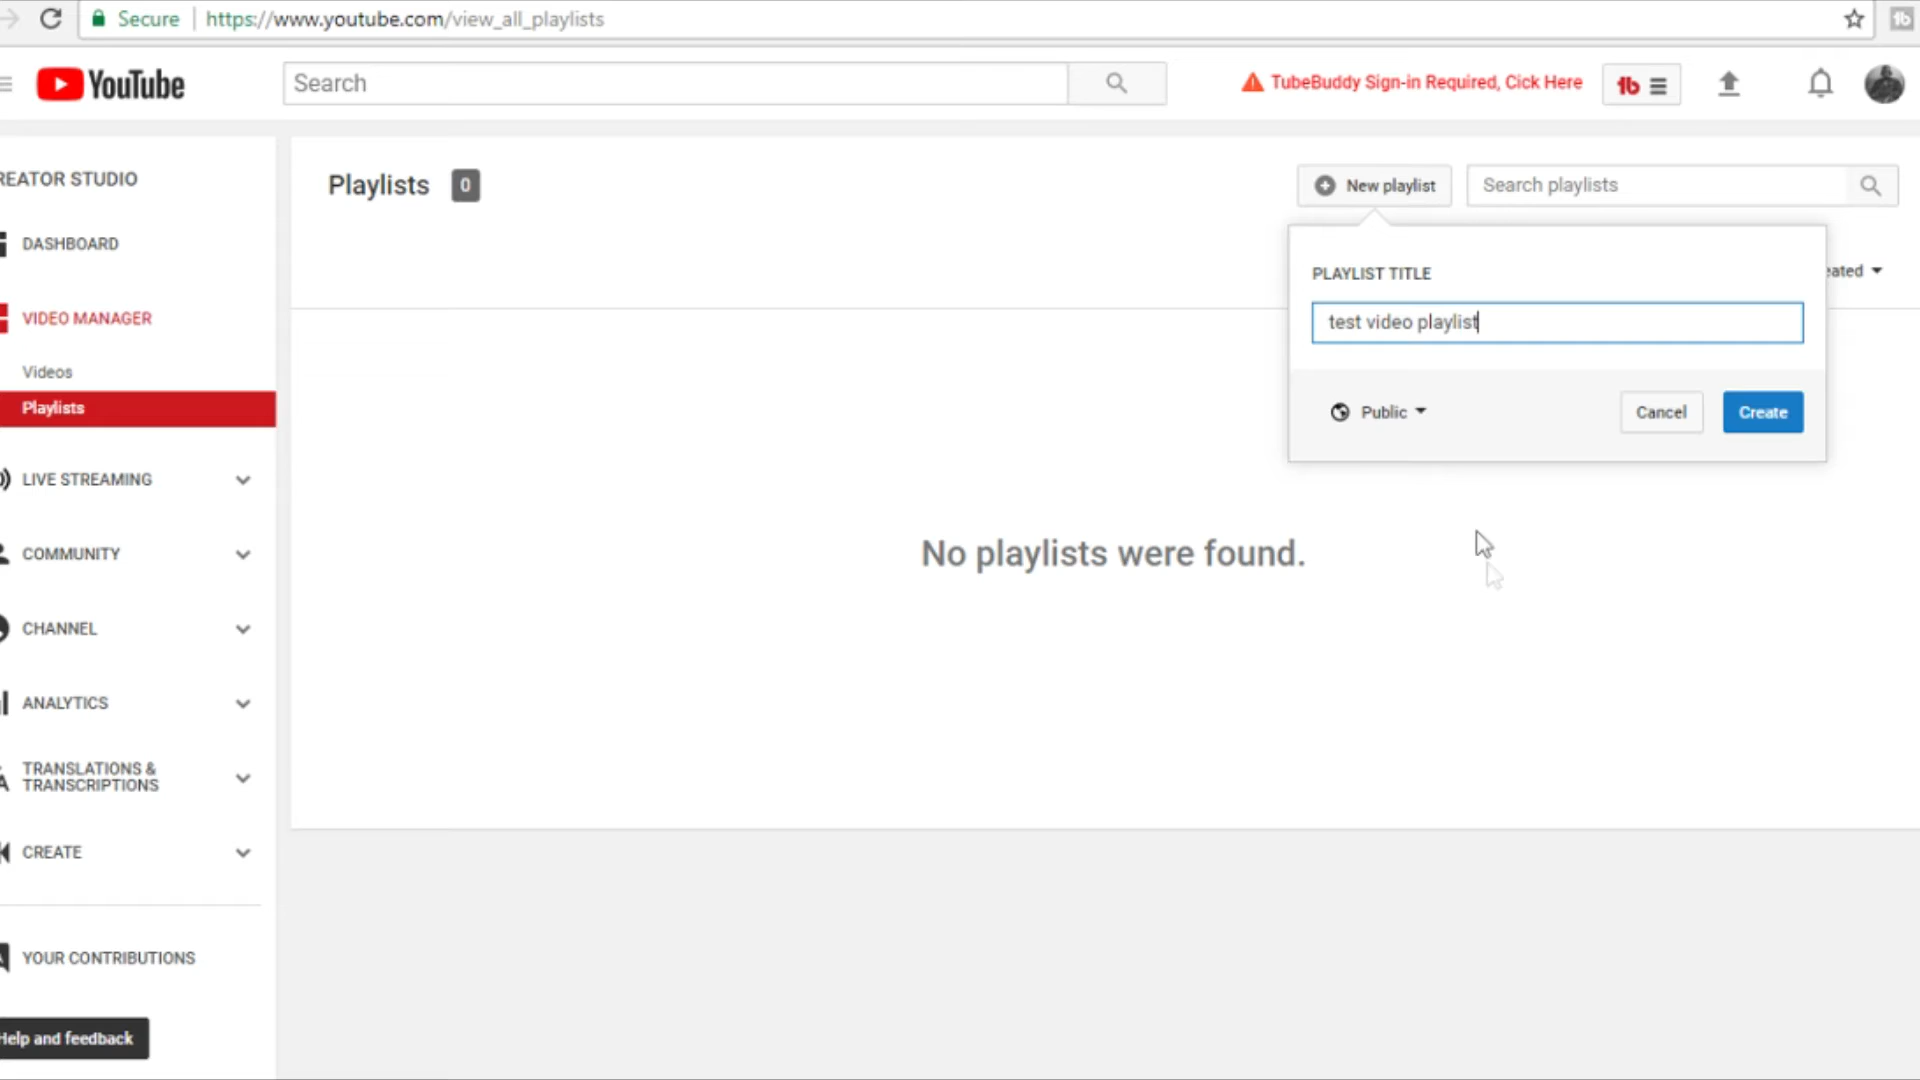 Secure | https://www.youtube.com/view_all_playlists
YouTube
Search
TubeBuddy Sign-in Required, Cick Here
tb
REATOR STUDIO
Playlists 0
New playlist
Search playlists
DASHBOARD
PLAYLIST TITLE
eated
VIDEO MANAGER
test video playlist
Videos
Playlists
Public
Cancel
Create
LIVE STREAMING
No playlists were found.
COMMUNITY
CHANNEL
ANALYTICS
TRANSLATIONS &
TRANSCRIPTIONS
CREATE
YOUR CONTRIBUTIONS
Help and feedback